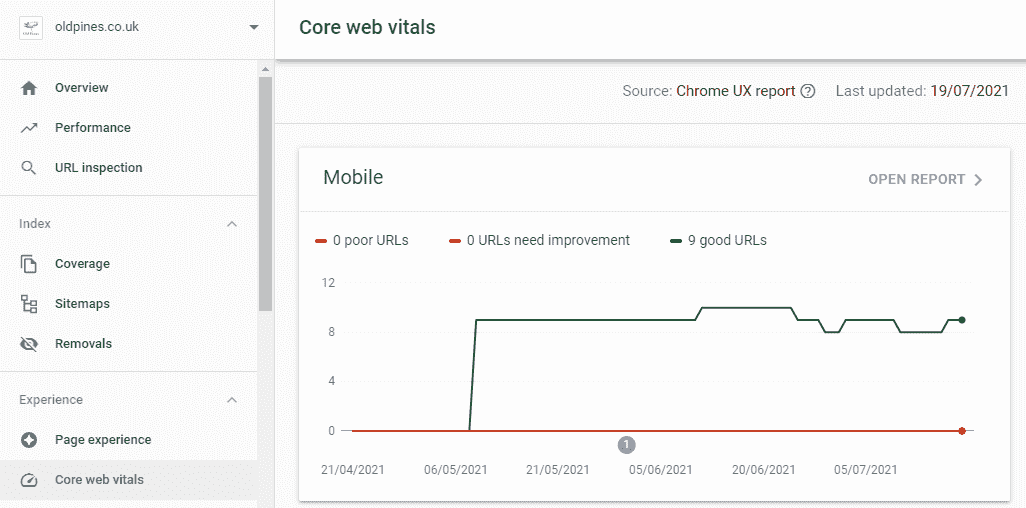 oldpines.co.uk
Overview
Performance
URL inspection
Index
Coverage
Sitemaps
Removals
Experience
Page experience
Core web vitals
Core web vitals
Source: Chrome UX report Last updated: 19/07/2021
Mobile
OPEN REPORT
0 poor URLs 0 URLs need improvement 9 good URLs
12
8
4
0
1
21/04/2021 06/05/2021 21/05/2021 05/06/2021 20/06/2021 05/07/2021